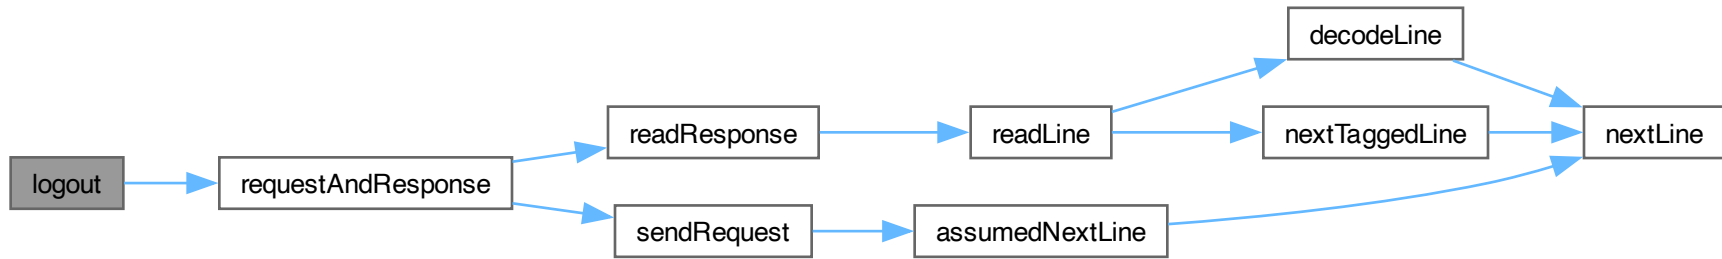 logout
requestAndResponse
readResponse
sendRequest
readLine
assumedNextLine
decodeLine
nextTaggedLine
nextLine